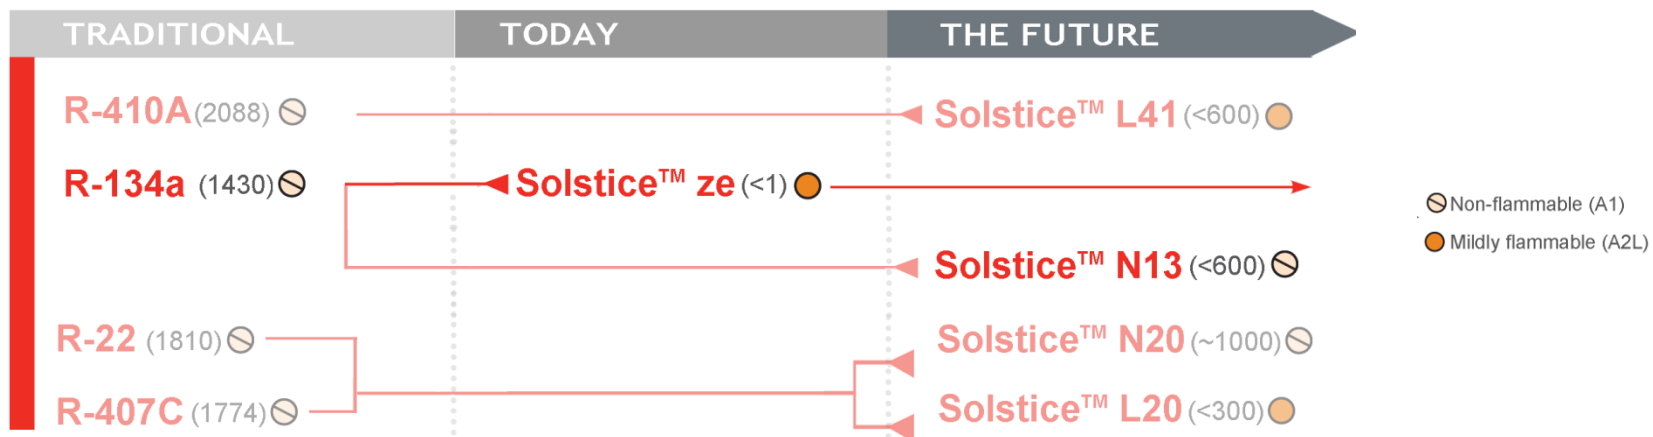 TRADITIONAL TODAY THE FUTURE
R-410A (2088) Solstice™ L41 (<600)
R-134a (1430) Solstice™ ze (<1)
Non-flammable (A1)
Mildly flammable (A2L)
Solstice™ N13 (<600)
R-22 (1810) Solstice™ N20 (~1000)
R-407C (1774) Solstice™ L20 (<300)